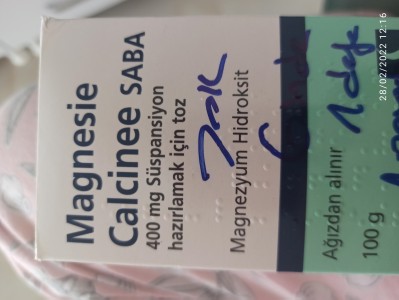 Magnesie
Calcinee SABA
400 mg Süspansiyon
hazırlamak için toz
Magnezyum Hidroksit
1 defa
Ağızdan alınır
100 g
28/02/2022 12:16